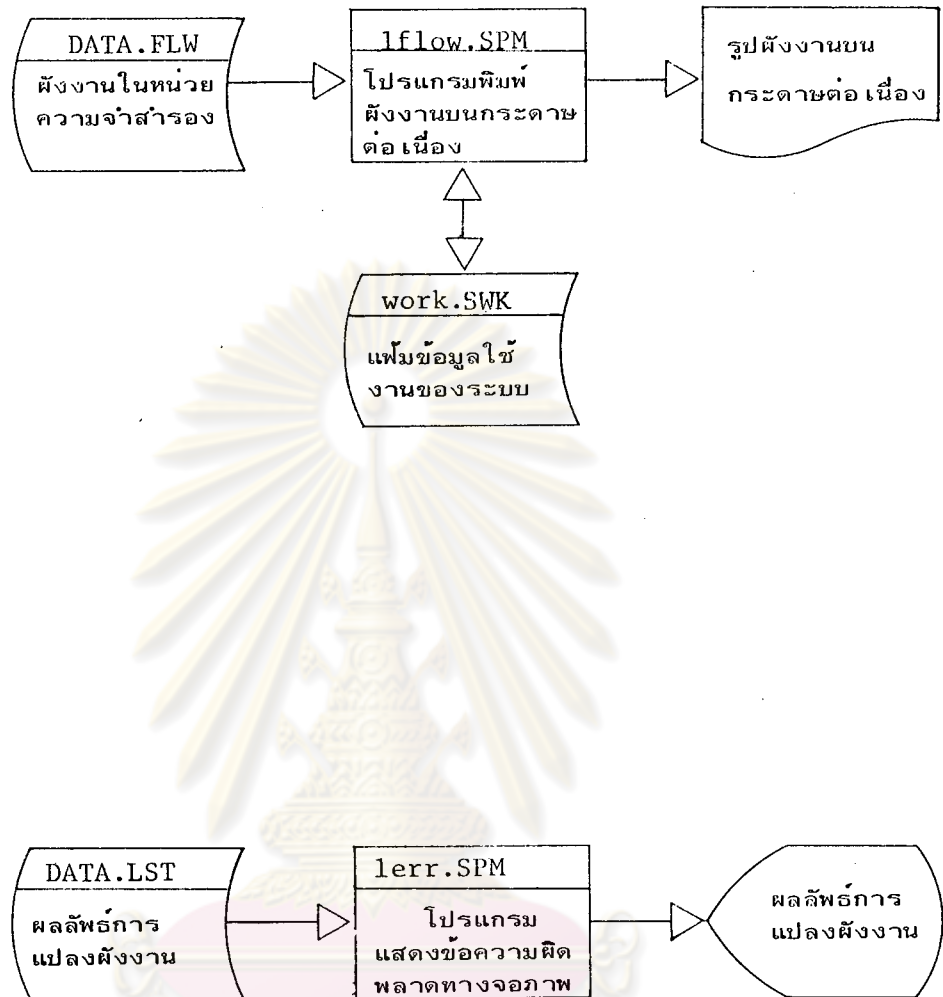 DATA.FLW
ผังงานในหน่วย
ความจำสำรอง
lflow.SPM
โปรแกรมพิมพ์
ผังงานบนกระดาษ
ต่อเนื่อง
รูปผังงานบน
กระดาษต่อเนื่อง
work.SWK
แฟ้มข้อมูลใช้
งานของระบบ
DATA.LST
ผลลัพธ์การ
แปลงผังงาน
lerr.SPM
โปรแกรม
แสดงข้อความผิด
พลาดทางจอภาพ
ผลลัพธ์การ
แปลงผังงาน